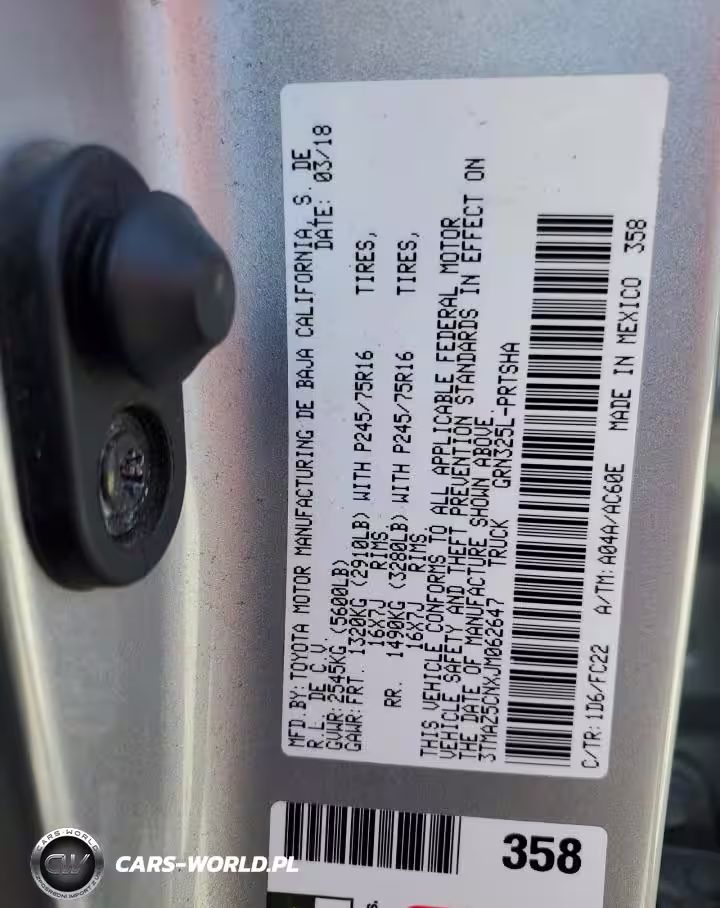 MFD.BY:TOYOTA MOTOR MANUFACTURING DE BAJA CALIFORNIA, S. DE
R.L. DE C.V. DATE: 03/18
GVWR:2545KG (5600LB)
GAWR:FRT. 1320KG (2910LB) WITH P245/75R16 TIRES,
16X7J RIMS
RR. 1490KG (3280LB) WITH P245/75R16 TIRES,
16X7J RIMS
THIS VEHICLE CONFORMS TO ALL APPLICABLE FEDERAL MOTOR
VEHICLE SAFETY AND THEFT PREVENTION STANDARDS IN EFFECT ON
THE DATE OF MANUFACTURE SHOWN ABOVE.
3TMAZ5CNXJM062647 TRUCK GRN325L-PRTSHA
C/TR:1D6/FC22 A/TM:A04A/AC60E MADE IN MEXICO 358
358
CARS-WORLD
CW
CARS-WORLD.PL